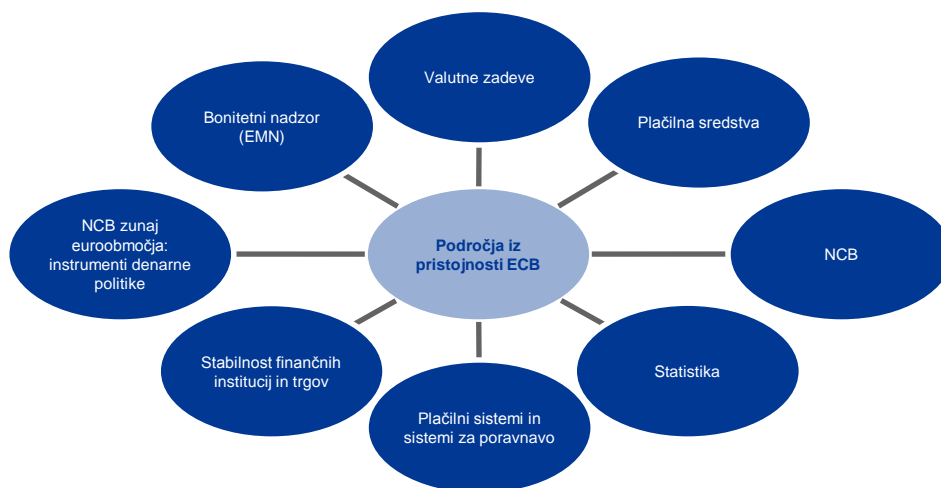 Valutne zadeve
Bonitetni nadzor
(EMN)
Plačilna sredstva
NCB zunaj
euroobmočja:
instrumenti denarne
politike
Področja iz
pristojnosti ECB
NCB
Stabilnost finančnih
institucij in trgov
Statistika
Plačilni sistemi in
sistemi za poravnavo